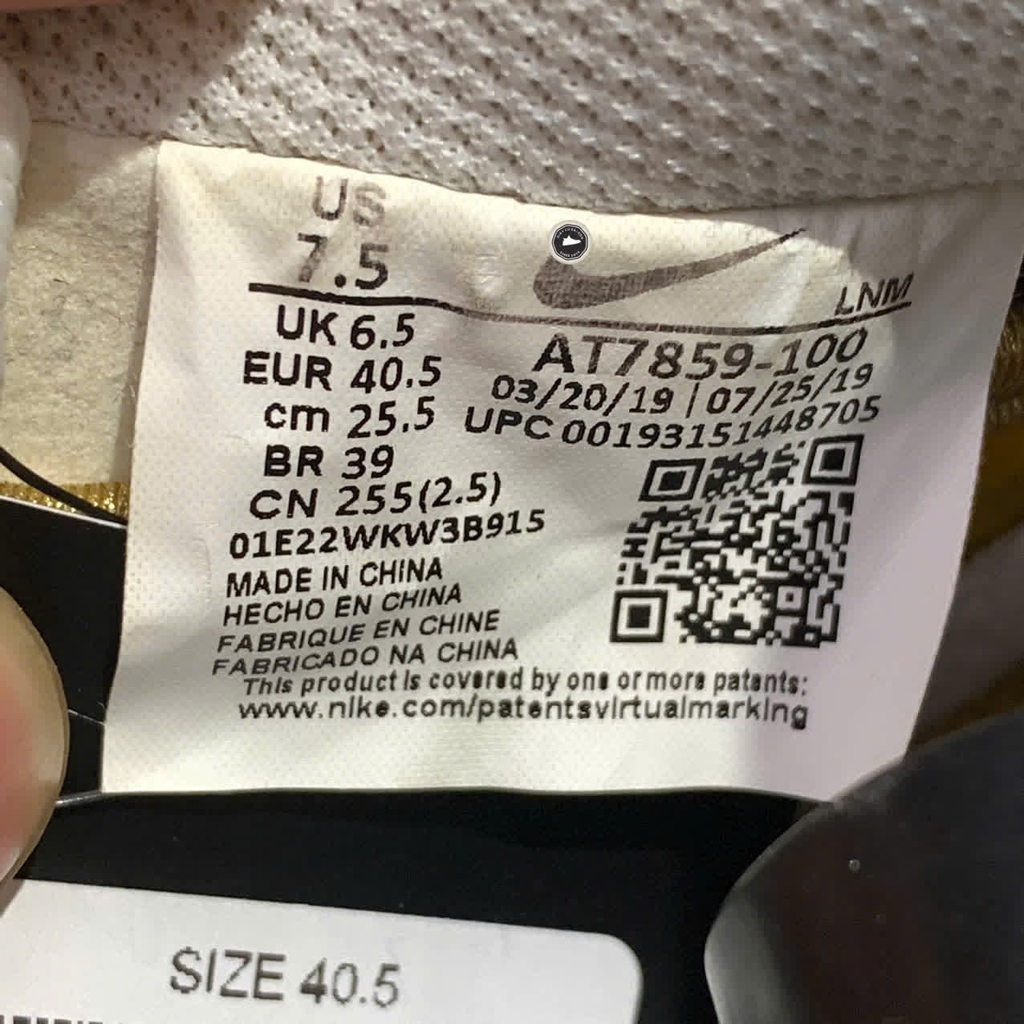 US
7.5
LNM
UK 6.5
EUR 40.5
cm 25.5
BR 39
CN 255(2.5)
AT7859-100
03/20/19 | 07/25/19
UPC 00193151448705
01E22WKW3B915
MADE IN CHINA
HECHO EN CHINA
FABRIQUE EN CHINE
FABRICADO NA CHINA
This product is covered by one or more patents:
www.nike.com/patentsvirtualmarking
SIZE 40.5